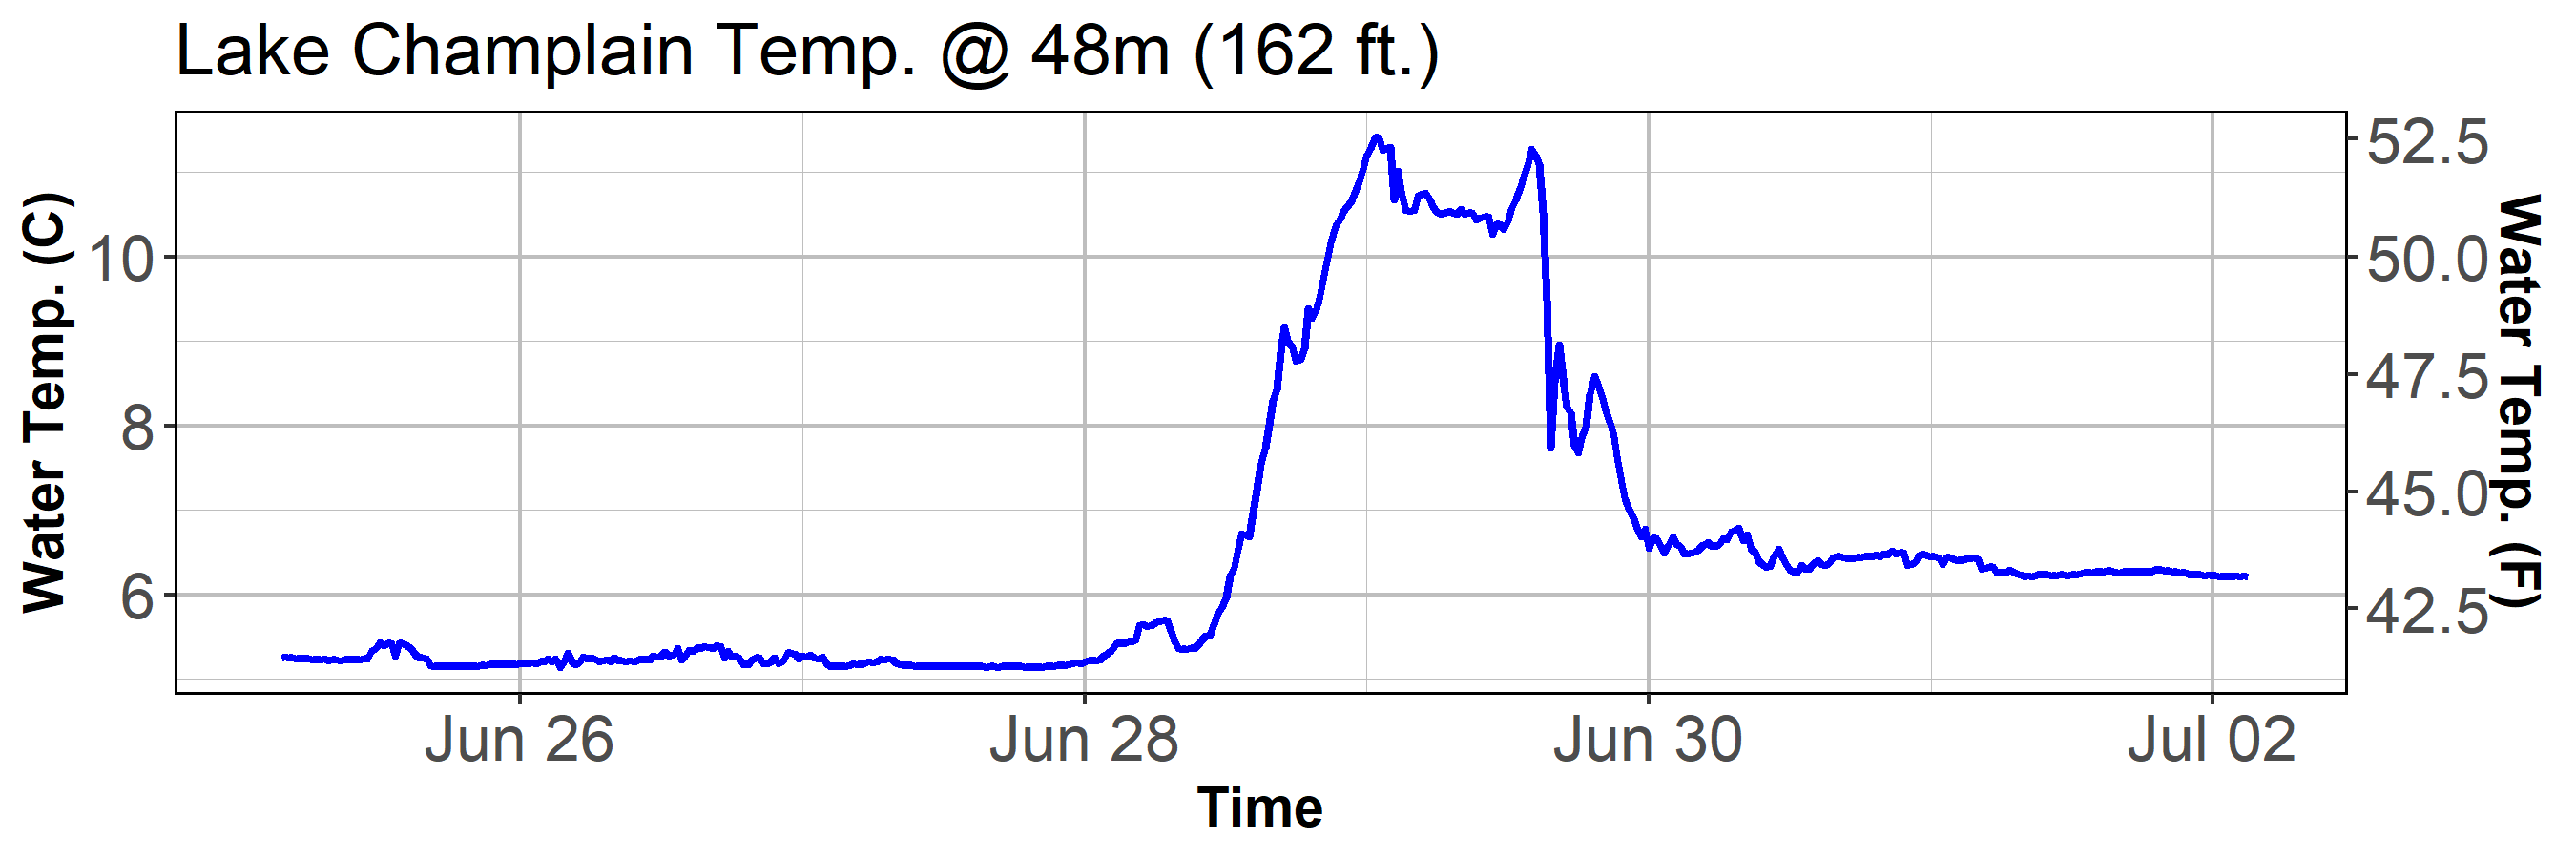 Lake Champlain Temp. @ 48m (162 ft.)
Water Temp. (C)
10
8
6
52.5
50.0
47.5
45.0
42.5
Water Temp. (F)
Jun 26
Jun 28
Jun 30
Jul 02
Time